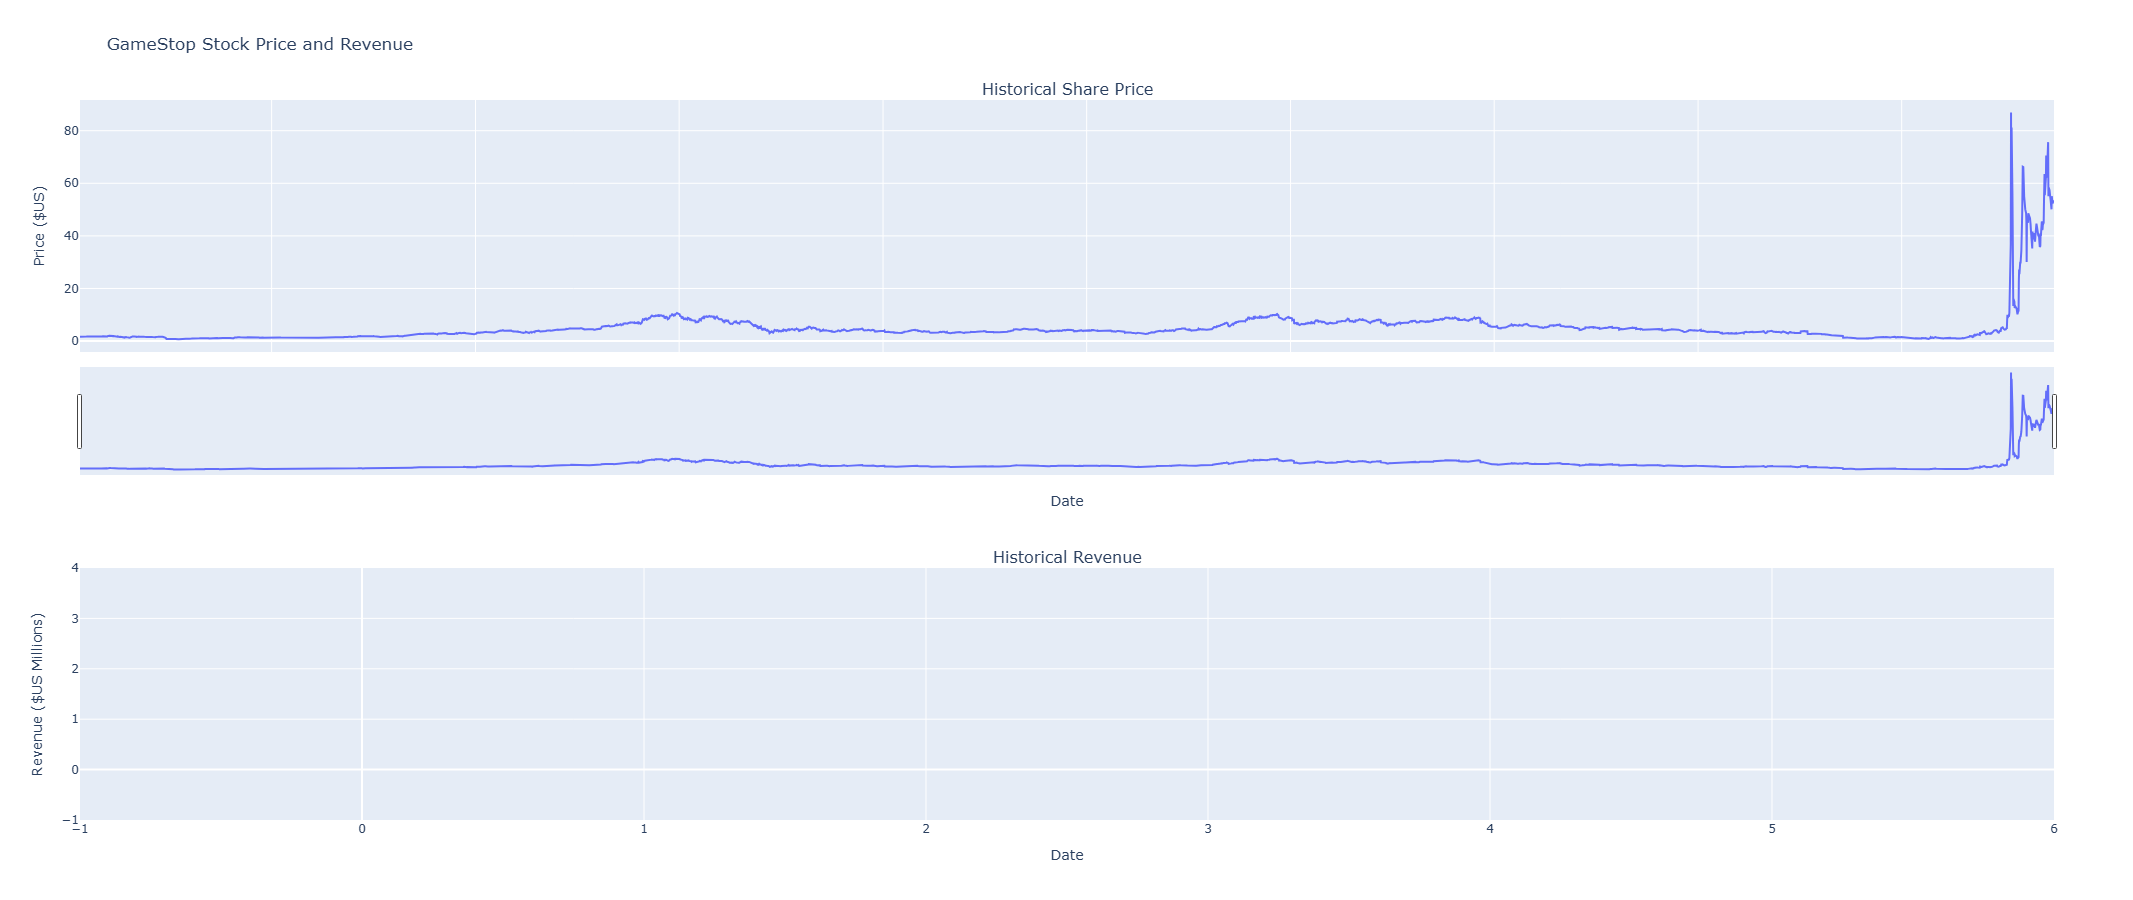 GameStop Stock Price and Revenue
Historical Share Price
Price ($US)
80
60
40
20
0
Date
Historical Revenue
Revenue ($US Millions)
4
3
2
1
0
−1
−1 0 1 2 3 4 5 6
Date